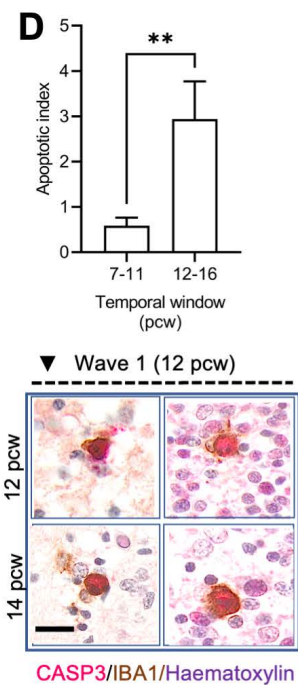 D
**
5
4
3
2
1
0
Apoptotic index
7-11 12-16
Temporal window
(pcw)
▼ Wave 1 (12 pcw)
12 pcw
14 pcw
CASP3/IBA1/Haematoxylin